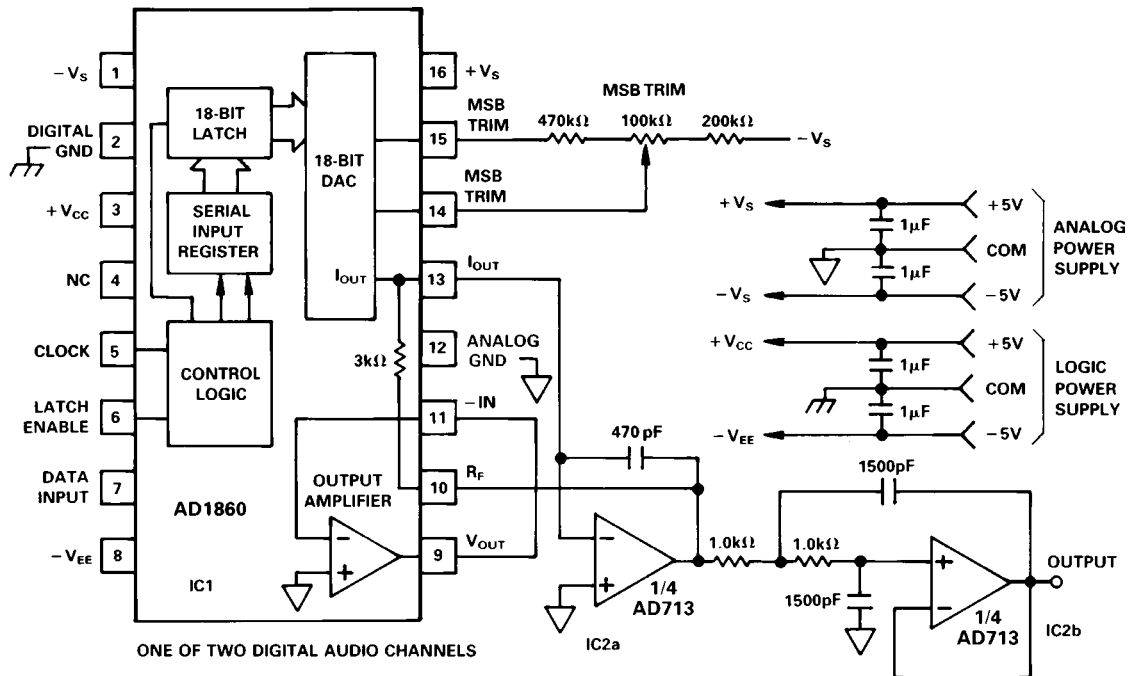 −VS 1
DIGITAL GND 2
+VCC 3
NC 4
CLOCK 5
LATCH ENABLE 6
DATA INPUT 7
−VEE 8
18-BIT LATCH
SERIAL INPUT REGISTER
CONTROL LOGIC
18-BIT DAC
IOUT
3kΩ
OUTPUT AMPLIFIER
−
+
AD1860
IC1
16 +VS
15 MSB TRIM
14 MSB TRIM
13 IOUT
12 ANALOG GND
11 −IN
10 RF
9 VOUT
MSB TRIM
470kΩ 100kΩ 200kΩ −VS
+VS 1µF +5V
COM
−VS 1µF −5V
ANALOG POWER SUPPLY
+VCC 1µF +5V
COM
−VEE 1µF −5V
LOGIC POWER SUPPLY
470 pF
−
+
1/4 AD713
IC2a
1.0kΩ 1.0kΩ
1500pF
1500pF
+
−
1/4 AD713
IC2b
OUTPUT
ONE OF TWO DIGITAL AUDIO CHANNELS